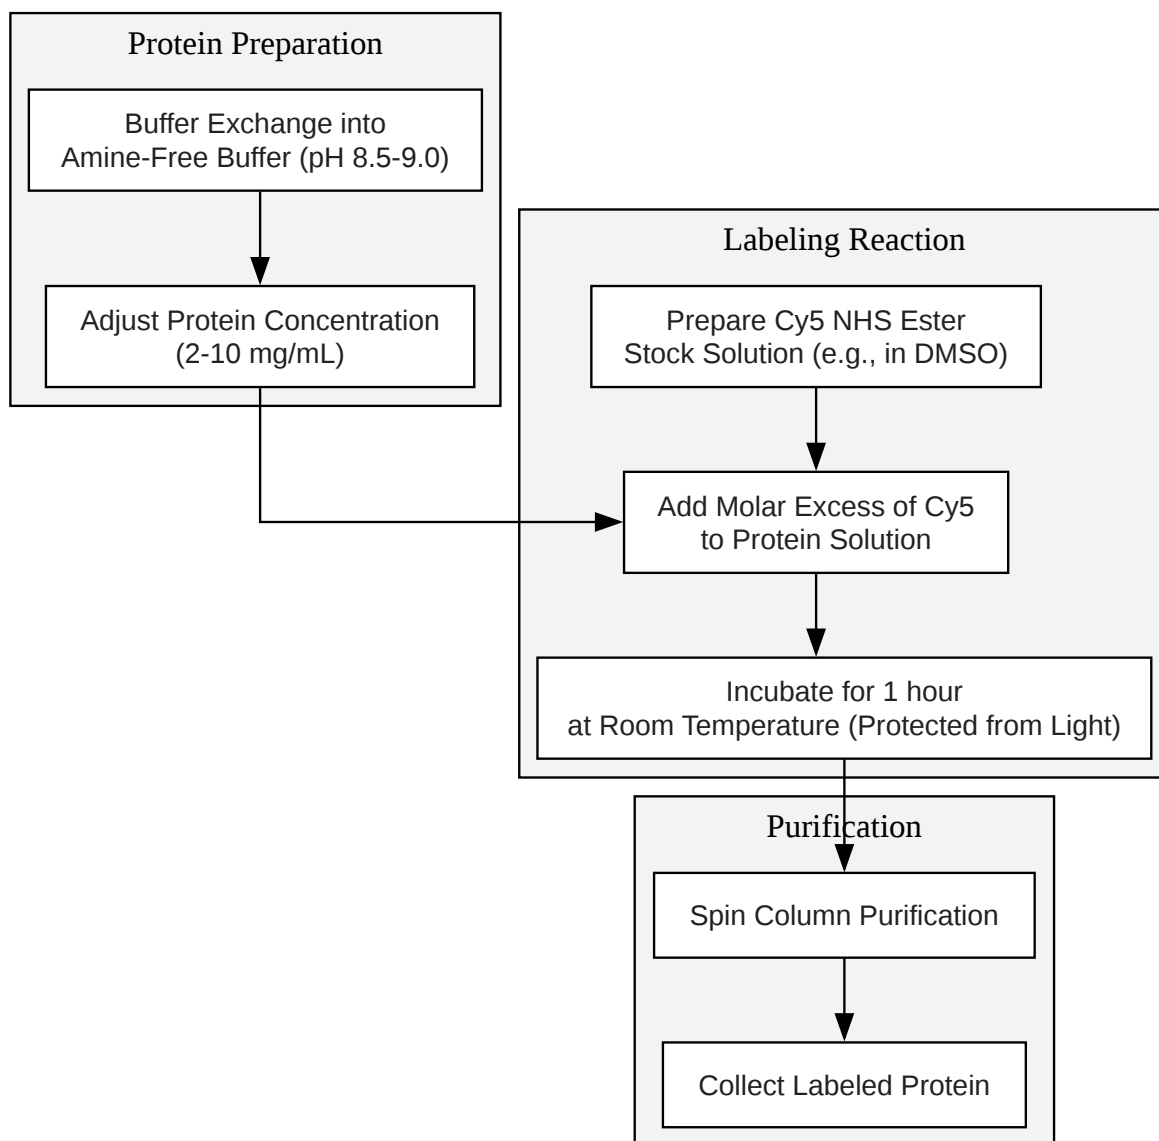 Protein Preparation
Buffer Exchange into
Amine-Free Buffer (pH 8.5-9.0)
Adjust Protein Concentration
(2-10 mg/mL)
Labeling Reaction
Prepare Cy5 NHS Ester
Stock Solution (e.g., in DMSO)
Add Molar Excess of Cy5
to Protein Solution
Incubate for 1 hour
at Room Temperature (Protected from Light)
Purification
Spin Column Purification
Collect Labeled Protein